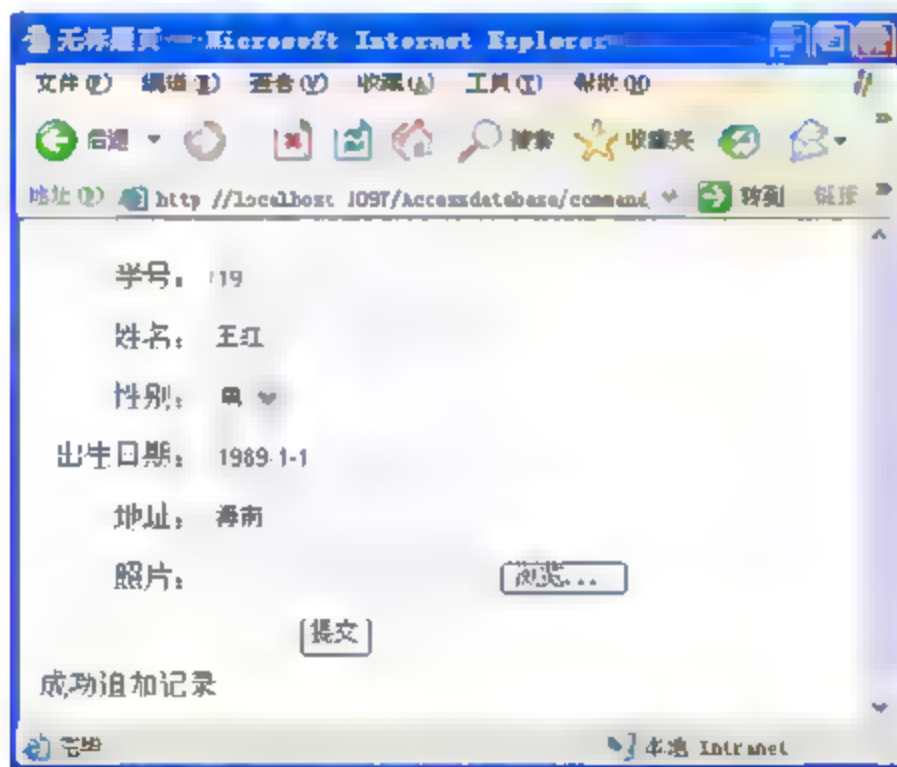 无标题页 - Microsoft Internet Explorer
文件(F) 编辑(E) 查看(V) 收藏(A) 工具(T) 帮助(H)
后退 搜索 收藏夹
地址(D) http://localhost:1097/Accessdatabase/command 转到 链接
学号： 19
姓名： 王红
性别： 男
出生日期： 1989-1-1
地址： 海南
照片： 浏览...
提交
成功追加记录
完毕 本地 Intranet